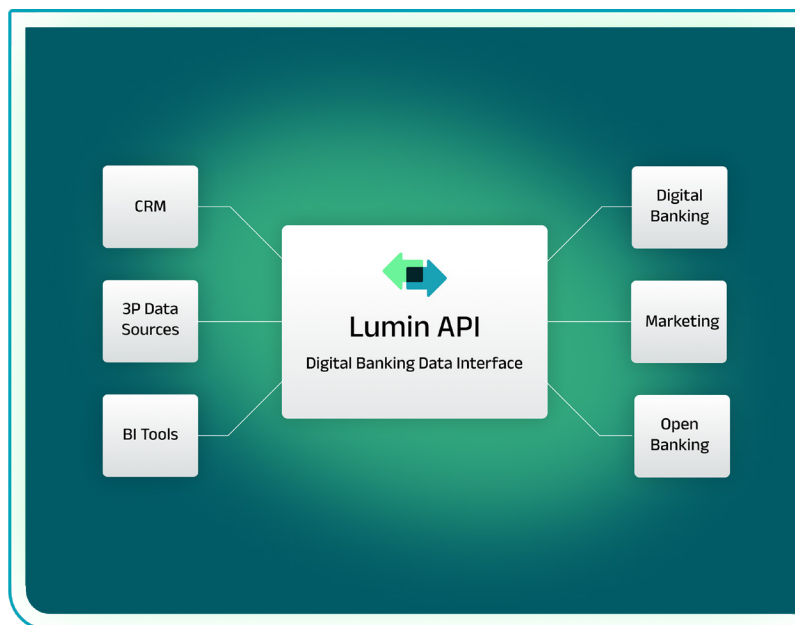 CRM
3P Data
Sources
BI Tools
Lumin API
Digital Banking Data Interface
Digital
Banking
Marketing
Open
Banking